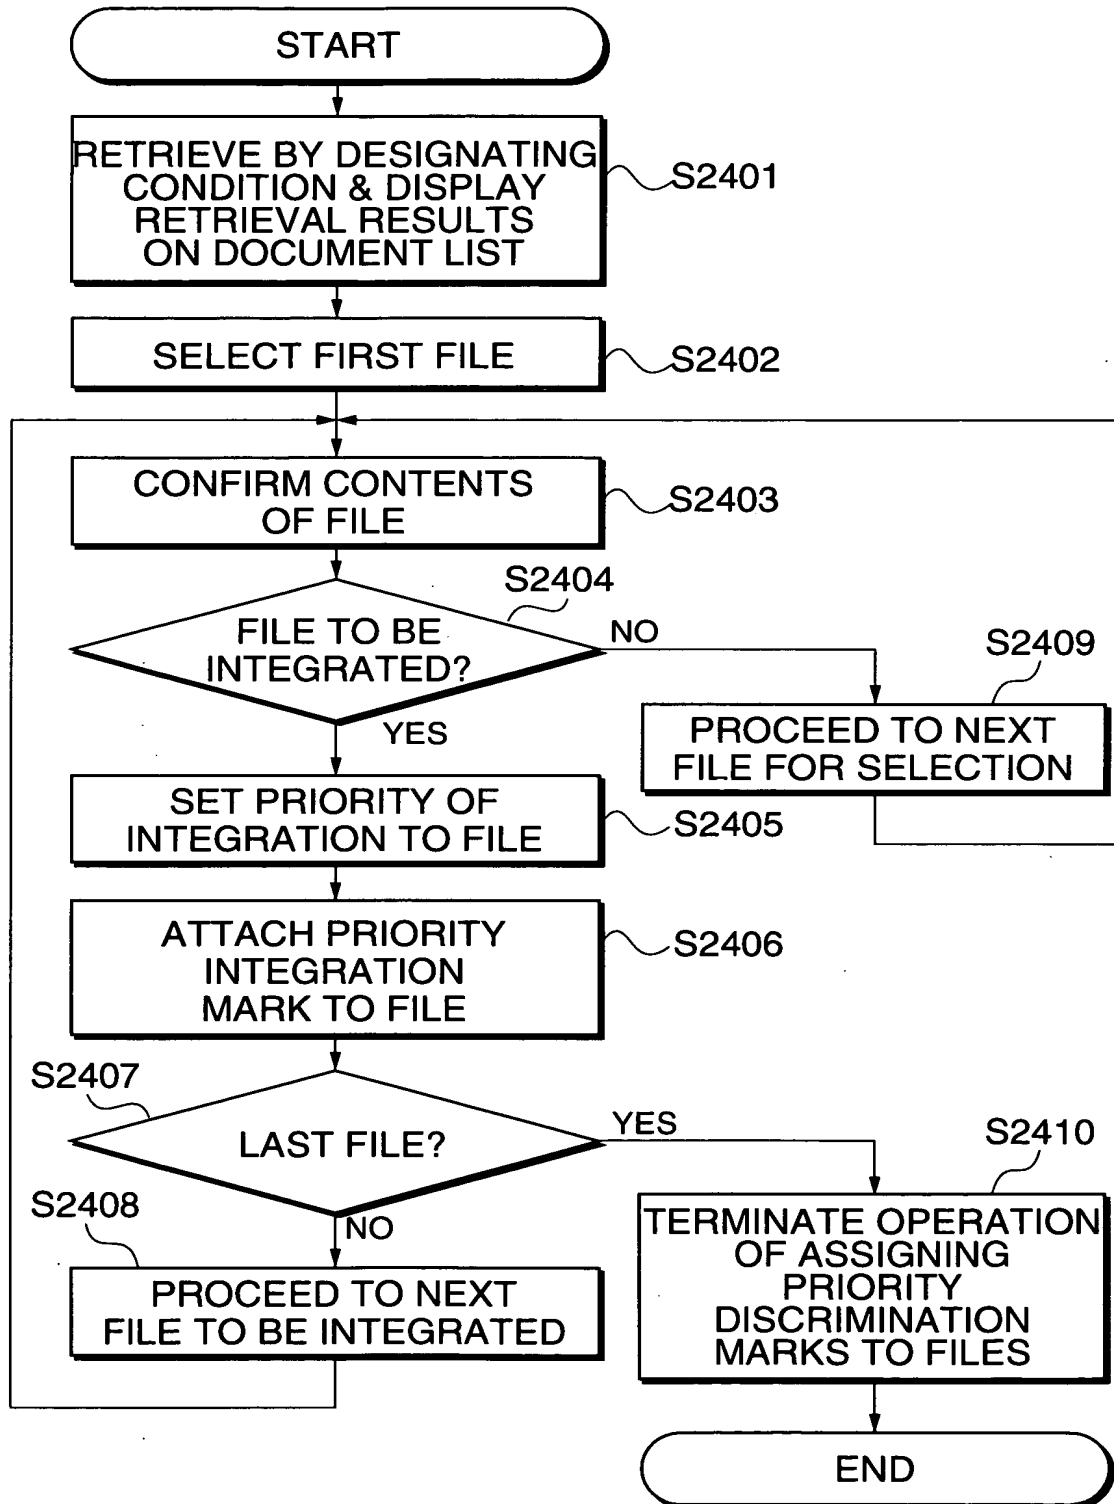 START
RETRIEVE BY DESIGNATING
CONDITION & DISPLAY
RETRIEVAL RESULTS
ON DOCUMENT LIST
S2401
SELECT FIRST FILE
S2402
CONFIRM CONTENTS
OF FILE
S2403
S2404
FILE TO BE
INTEGRATED?
NO
YES
S2409
PROCEED TO NEXT
FILE FOR SELECTION
SET PRIORITY OF
INTEGRATION TO FILE
S2405
ATTACH PRIORITY
INTEGRATION
MARK TO FILE
S2406
S2407
LAST FILE?
YES
NO
S2410
TERMINATE OPERATION
OF ASSIGNING
PRIORITY
DISCRIMINATION
MARKS TO FILES
S2408
PROCEED TO NEXT
FILE TO BE INTEGRATED
END